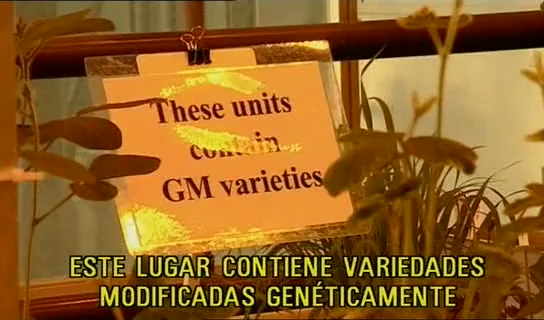 These units
contain
GM varieties
ESTE LUGAR CONTIENE VARIEDADES
MODIFICADAS GENÉTICAMENTE